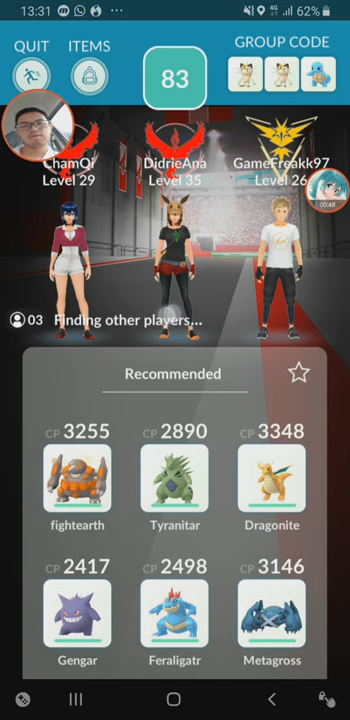 13:31
4G
62%
QUIT
ITEMS
83
GROUP CODE
ChamQi
Level 29
DidrieAna
Level 35
GameFreakk97
Level 26
00:48
03 Finding other players...
Recommended
CP 3255
CP 2890
CP 3348
fightearth
Tyranitar
Dragonite
CP 2417
CP 2498
CP 3146
Gengar
Feraligatr
Metagross